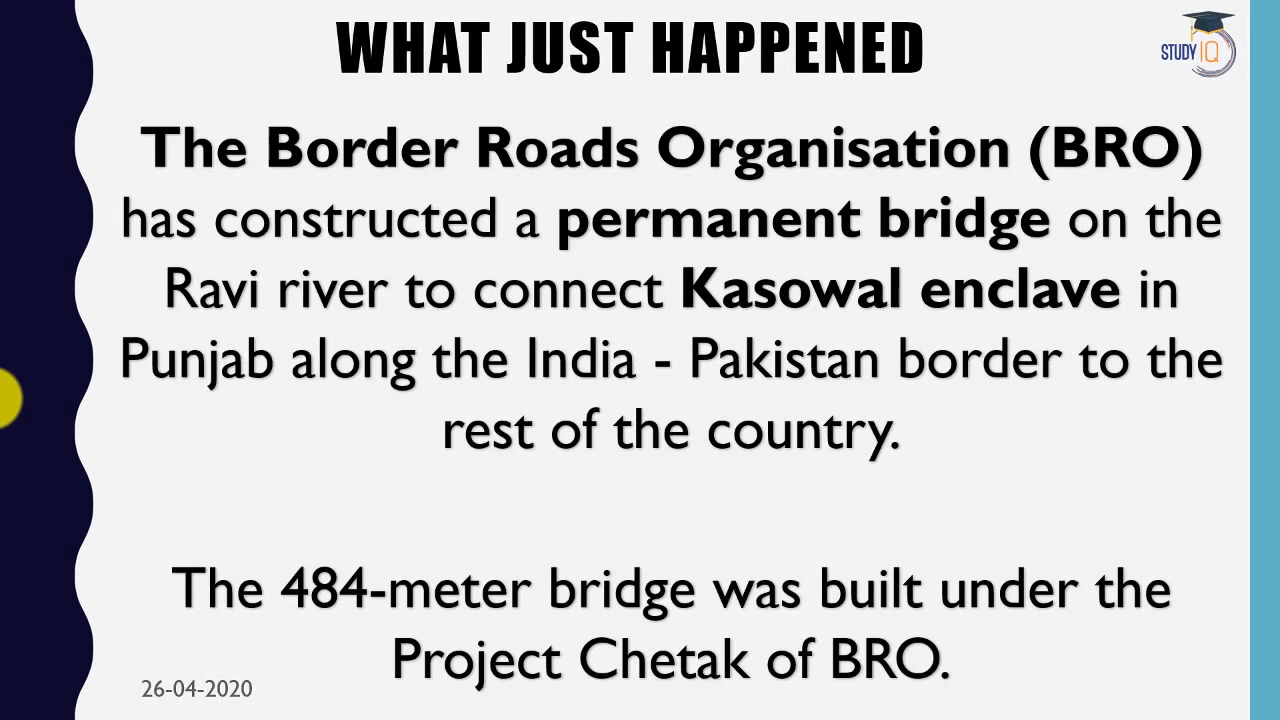 WHAT JUST HAPPENED
STUDY IQ
The Border Roads Organisation (BRO)
has constructed a permanent bridge on the
Ravi river to connect Kasowal enclave in
Punjab along the India - Pakistan border to the
rest of the country.
The 484-meter bridge was built under the
Project Chetak of BRO.
26-04-2020